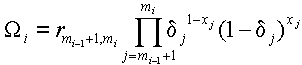 Ω_i = r_{m_{i-1}+1,m_i} ∏_{j=m_{i-1}+1}^{m_i} δ_j^{1-x_j} (1-δ_j)^{x_j}